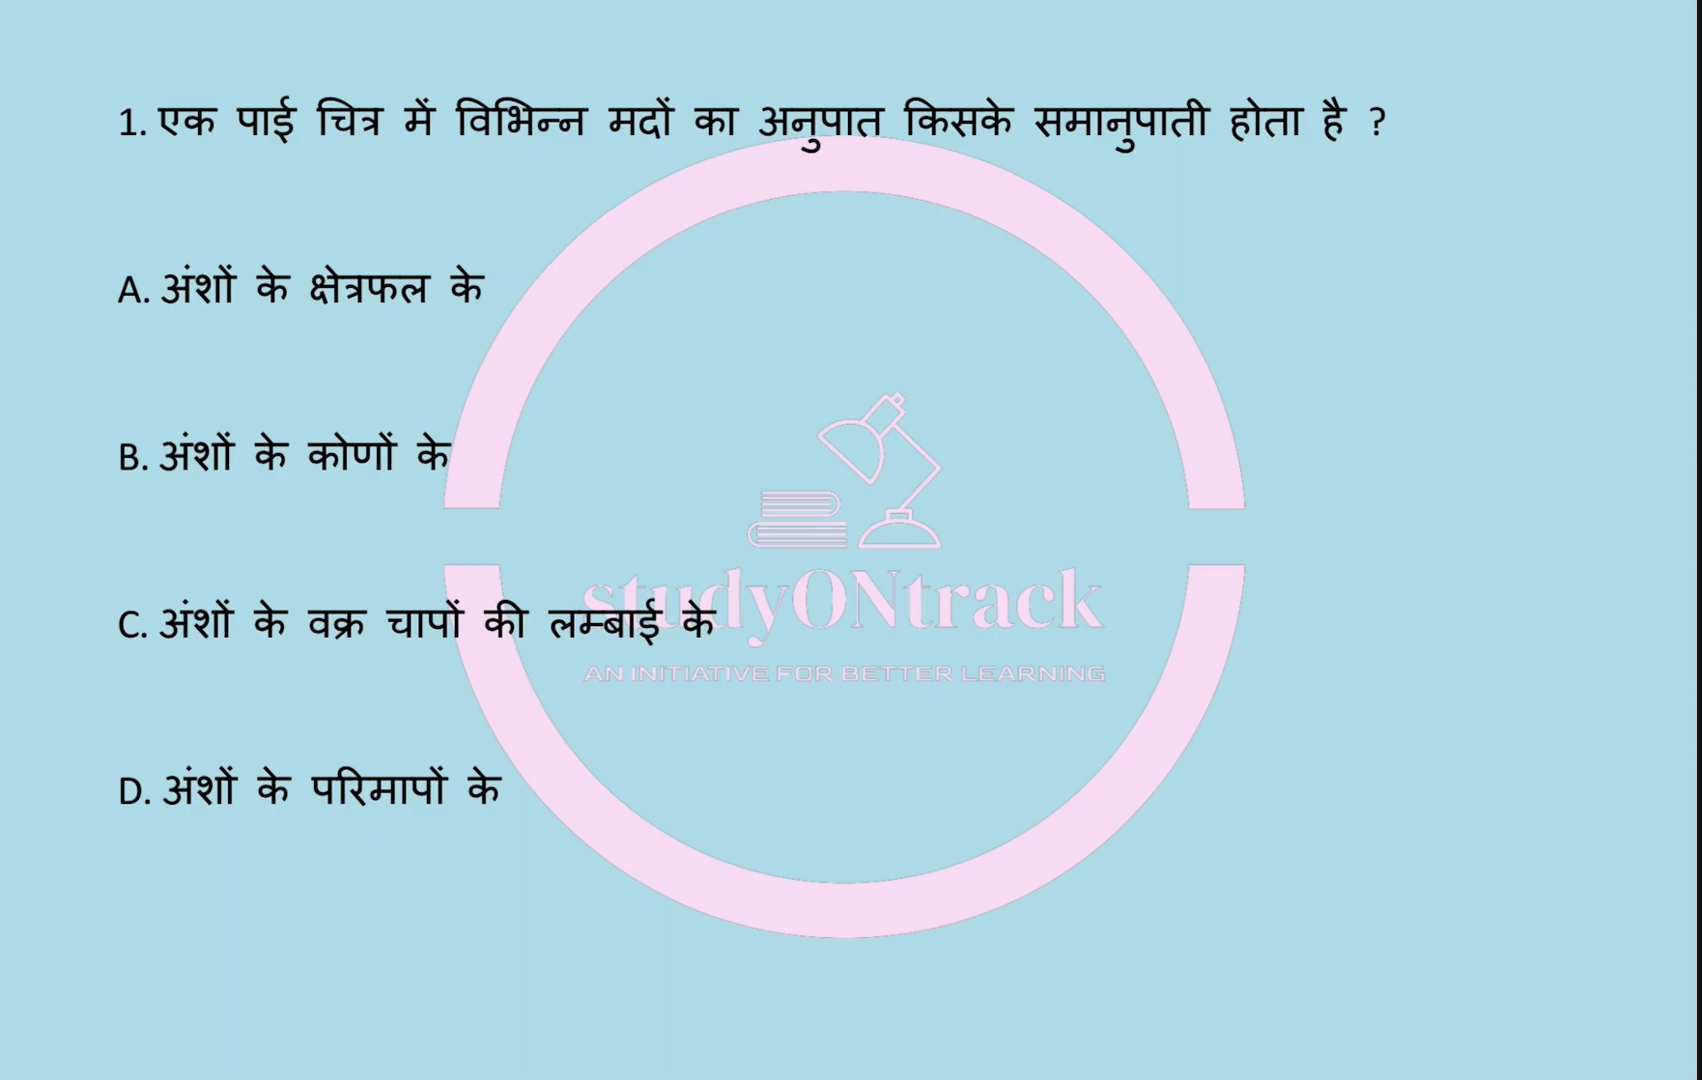 1. एक पाई चित्र में विभिन्न मदों का अनुपात किसके समानुपाती होता है ?
A. अंशों के क्षेत्रफल के
B. अंशों के कोणों के
studyONtrack
C. अंशों के वक्र चापों की लम्बाई के
AN INITIATIVE FOR BETTER LEARNING
D. अंशों के परिमापों के